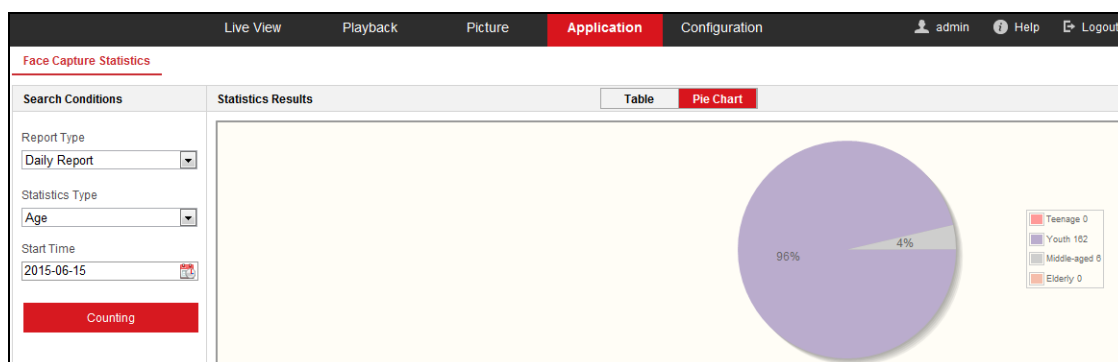 Live View Playback Picture Application Configuration admin Help Logout
Face Capture Statistics
Search Conditions
Statistics Results
Table Pie Chart
Report Type
Daily Report
Statistics Type
Age
Start Time
2015-06-15
Counting
96%
4%
Teenage 0
Youth 162
Middle-aged 6
Elderly 0